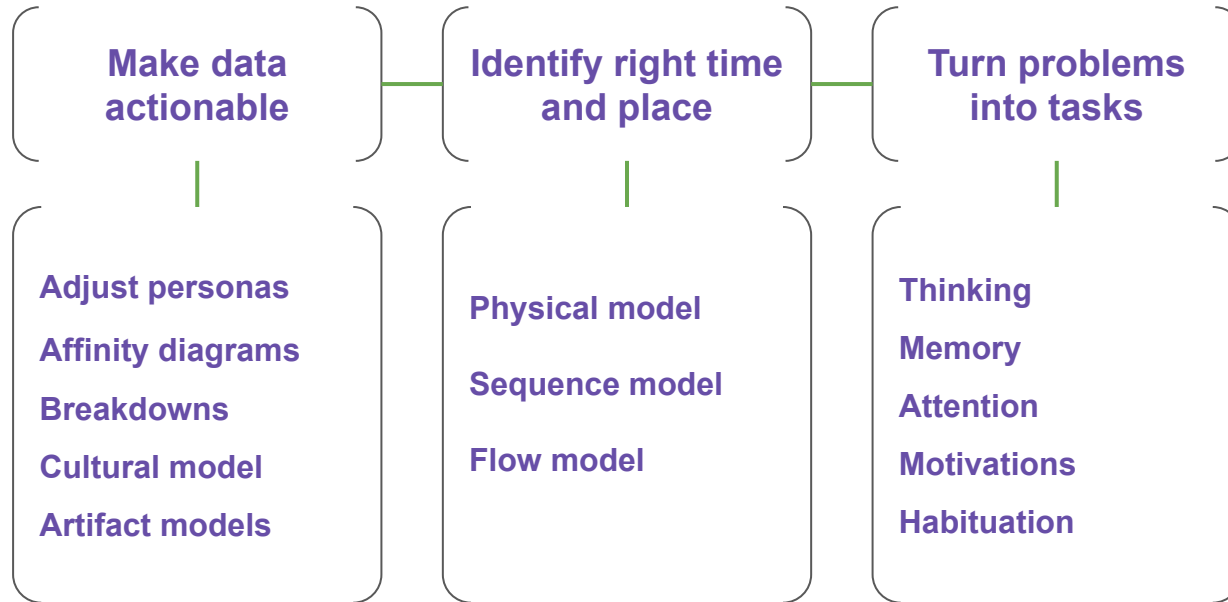 Make data
actionable
Identify right time
and place
Turn problems
into tasks
Adjust personas
Affinity diagrams
Breakdowns
Cultural model
Artifact models
Physical model
Sequence model
Flow model
Thinking
Memory
Attention
Motivations
Habituation